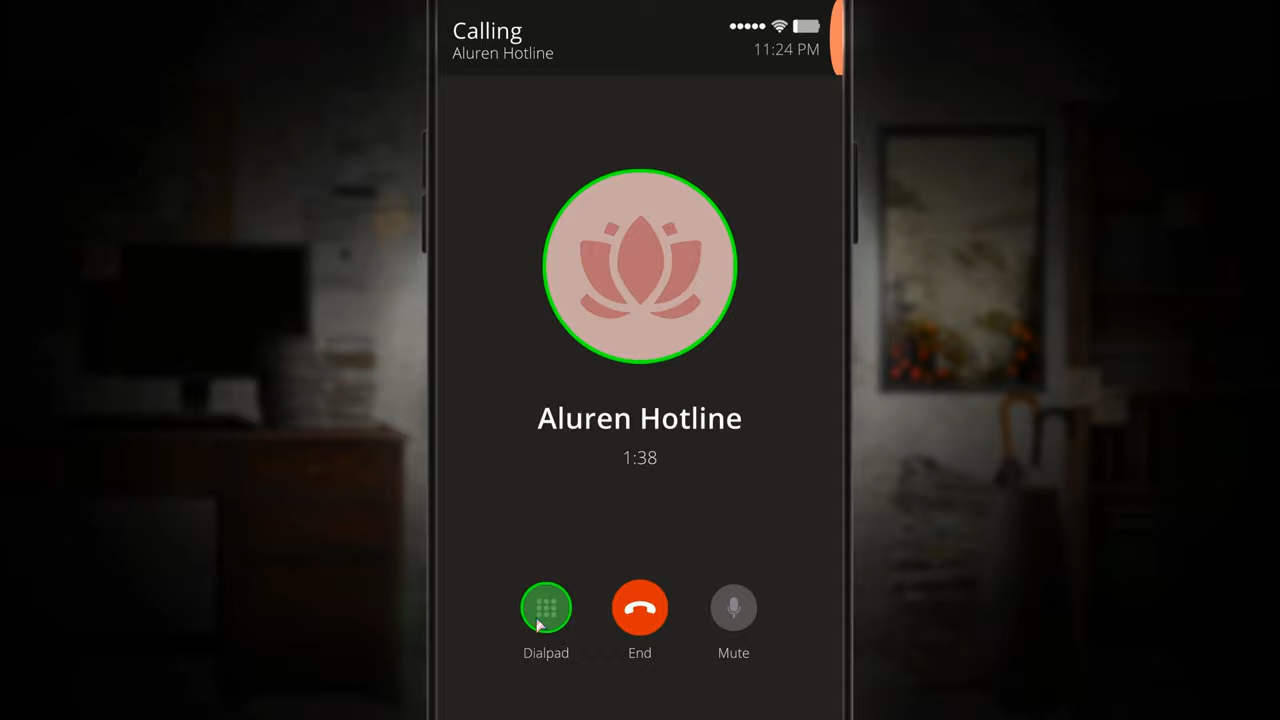 Calling
Aluren Hotline
11:24 PM
Aluren Hotline
1:38
Dialpad
End
Mute